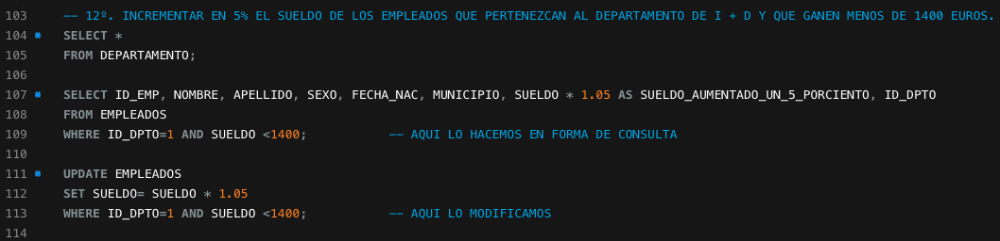 103 -- 12º. INCREMENTAR EN 5% EL SUELDO DE LOS EMPLEADOS QUE PERTENEZCAN AL DEPARTAMENTO DE I + D Y QUE GANEN MENOS DE 1400 EUROS.
104 SELECT *
105 FROM DEPARTAMENTO;
106
107 SELECT ID_EMP, NOMBRE, APELLIDO, SEXO, FECHA_NAC, MUNICIPIO, SUELDO * 1.05 AS SUELDO_AUMENTADO_UN_5_PORCIENTO, ID_DPTO
108 FROM EMPLEADOS
109 WHERE ID_DPTO=1 AND SUELDO <1400; -- AQUI LO HACEMOS EN FORMA DE CONSULTA
110
111 UPDATE EMPLEADOS
112 SET SUELDO= SUELDO * 1.05
113 WHERE ID_DPTO=1 AND SUELDO <1400; -- AQUI LO MODIFICAMOS
114